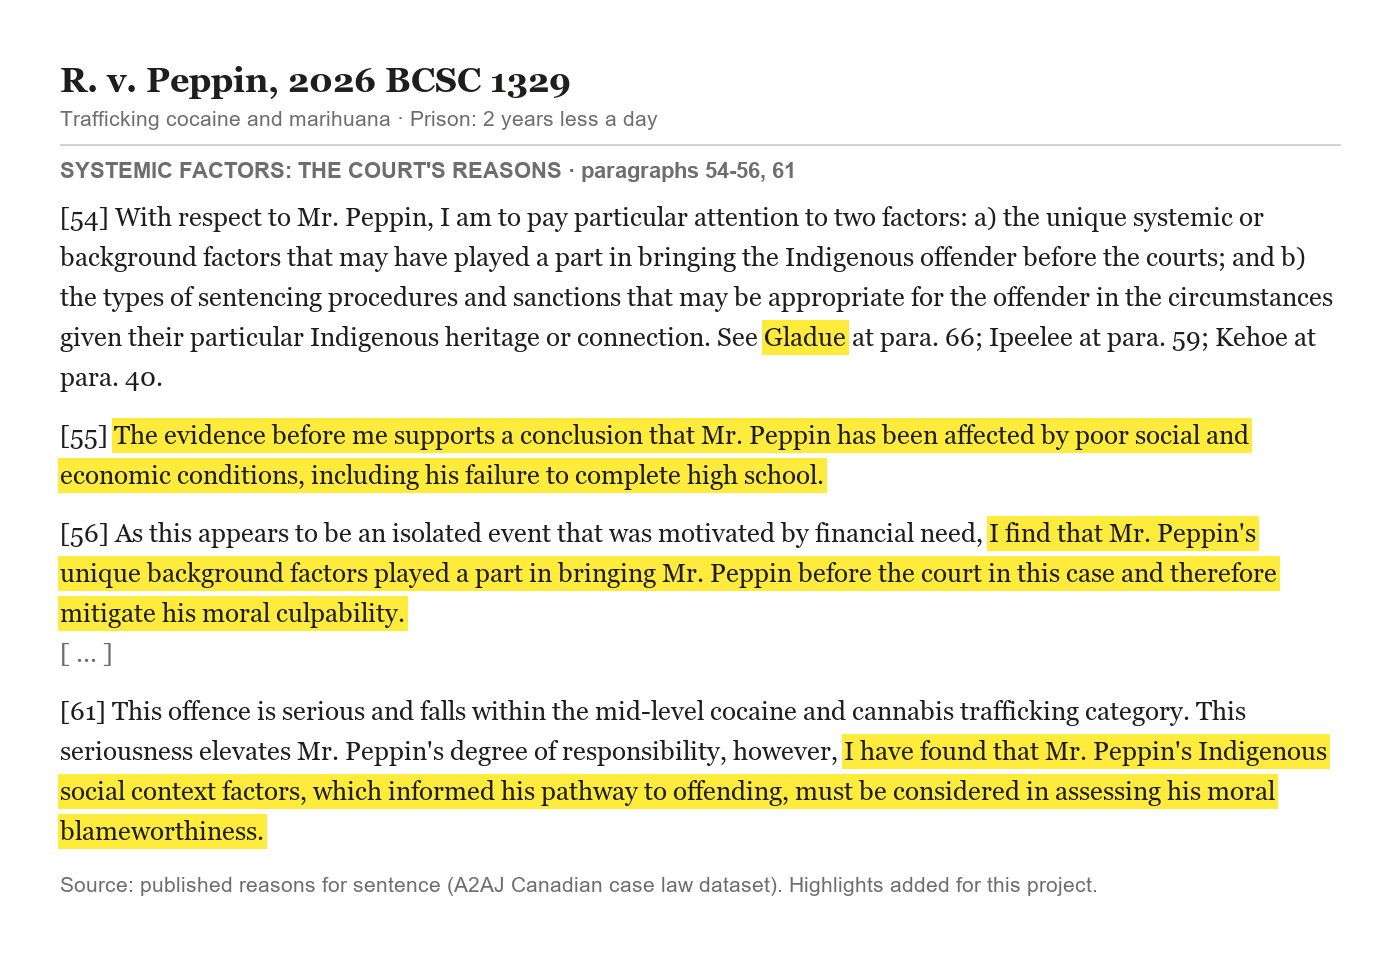 R. v. Peppin, 2026 BCSC 1329
Trafficking cocaine and marihuana · Prison: 2 years less a day
SYSTEMIC FACTORS: THE COURT'S REASONS · paragraphs 54-56, 61
[54] With respect to Mr. Peppin, I am to pay particular attention to two factors: a) the unique systemic or
background factors that may have played a part in bringing the Indigenous offender before the courts; and b)
the types of sentencing procedures and sanctions that may be appropriate for the offender in the circumstances
given their particular Indigenous heritage or connection. See Gladue at para. 66; Ipeelee at para. 59; Kehoe at
para. 40.
[55] The evidence before me supports a conclusion that Mr. Peppin has been affected by poor social and
economic conditions, including his failure to complete high school.
[56] As this appears to be an isolated event that was motivated by financial need, I find that Mr. Peppin's
unique background factors played a part in bringing Mr. Peppin before the court in this case and therefore
mitigate his moral culpability.
[ ... ]
[61] This offence is serious and falls within the mid-level cocaine and cannabis trafficking category. This
seriousness elevates Mr. Peppin's degree of responsibility, however, I have found that Mr. Peppin's Indigenous
social context factors, which informed his pathway to offending, must be considered in assessing his moral
blameworthiness.
Source: published reasons for sentence (A2AJ Canadian case law dataset). Highlights added for this project.